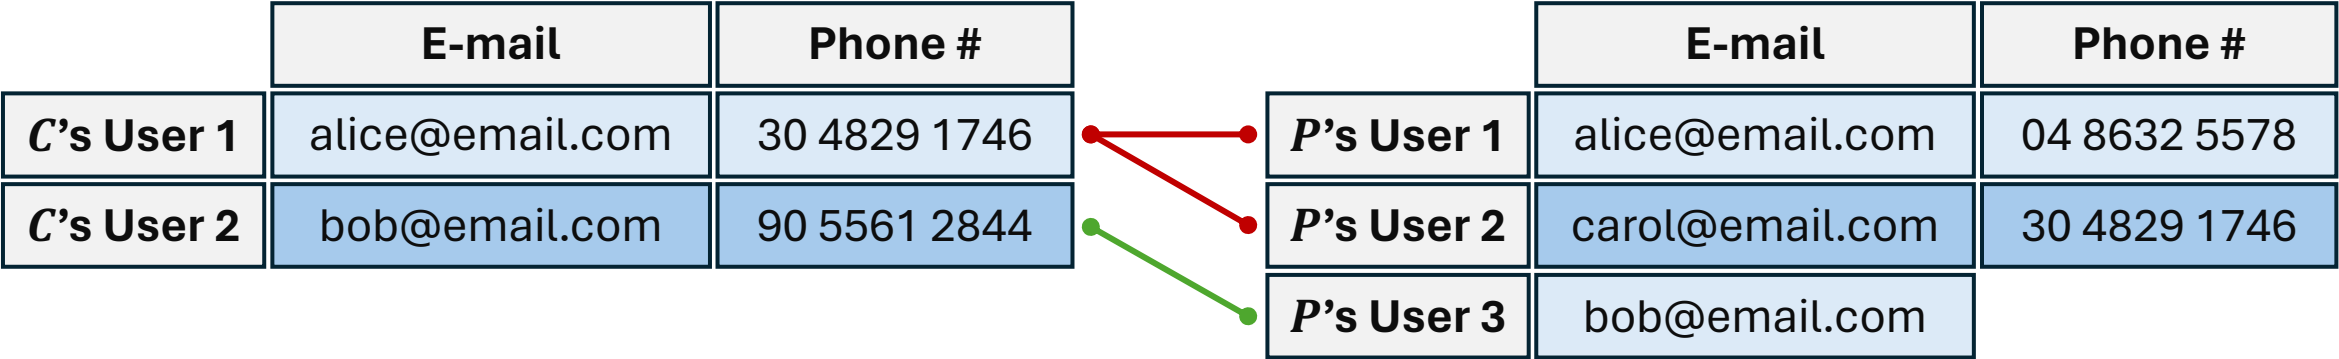 E-mail Phone # E-mail Phone #
C's User 1 alice@email.com 30 4829 1746 P's User 1 alice@email.com 04 8632 5578
C's User 2 bob@email.com 90 5561 2844 P's User 2 carol@email.com 30 4829 1746
P's User 3 bob@email.com